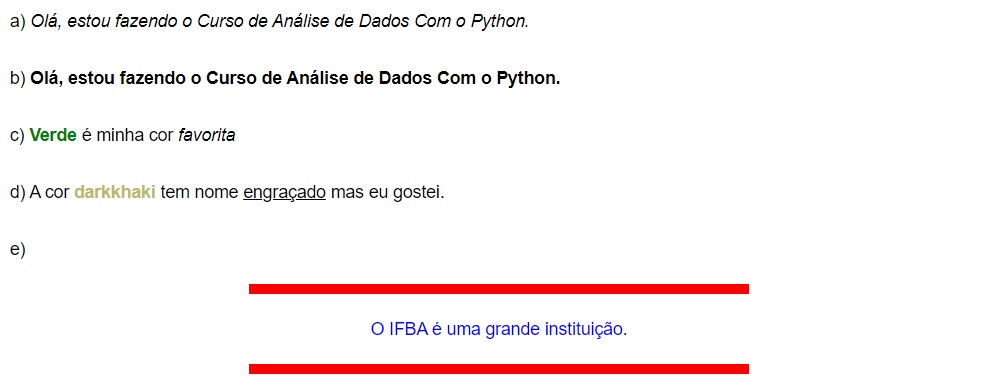 a) Olá, estou fazendo o Curso de Análise de Dados Com o Python.
b) Olá, estou fazendo o Curso de Análise de Dados Com o Python.
c) Verde é minha cor favorita
d) A cor darkkhaki tem nome engraçado mas eu gostei.
e)
O IFBA é uma grande instituição.